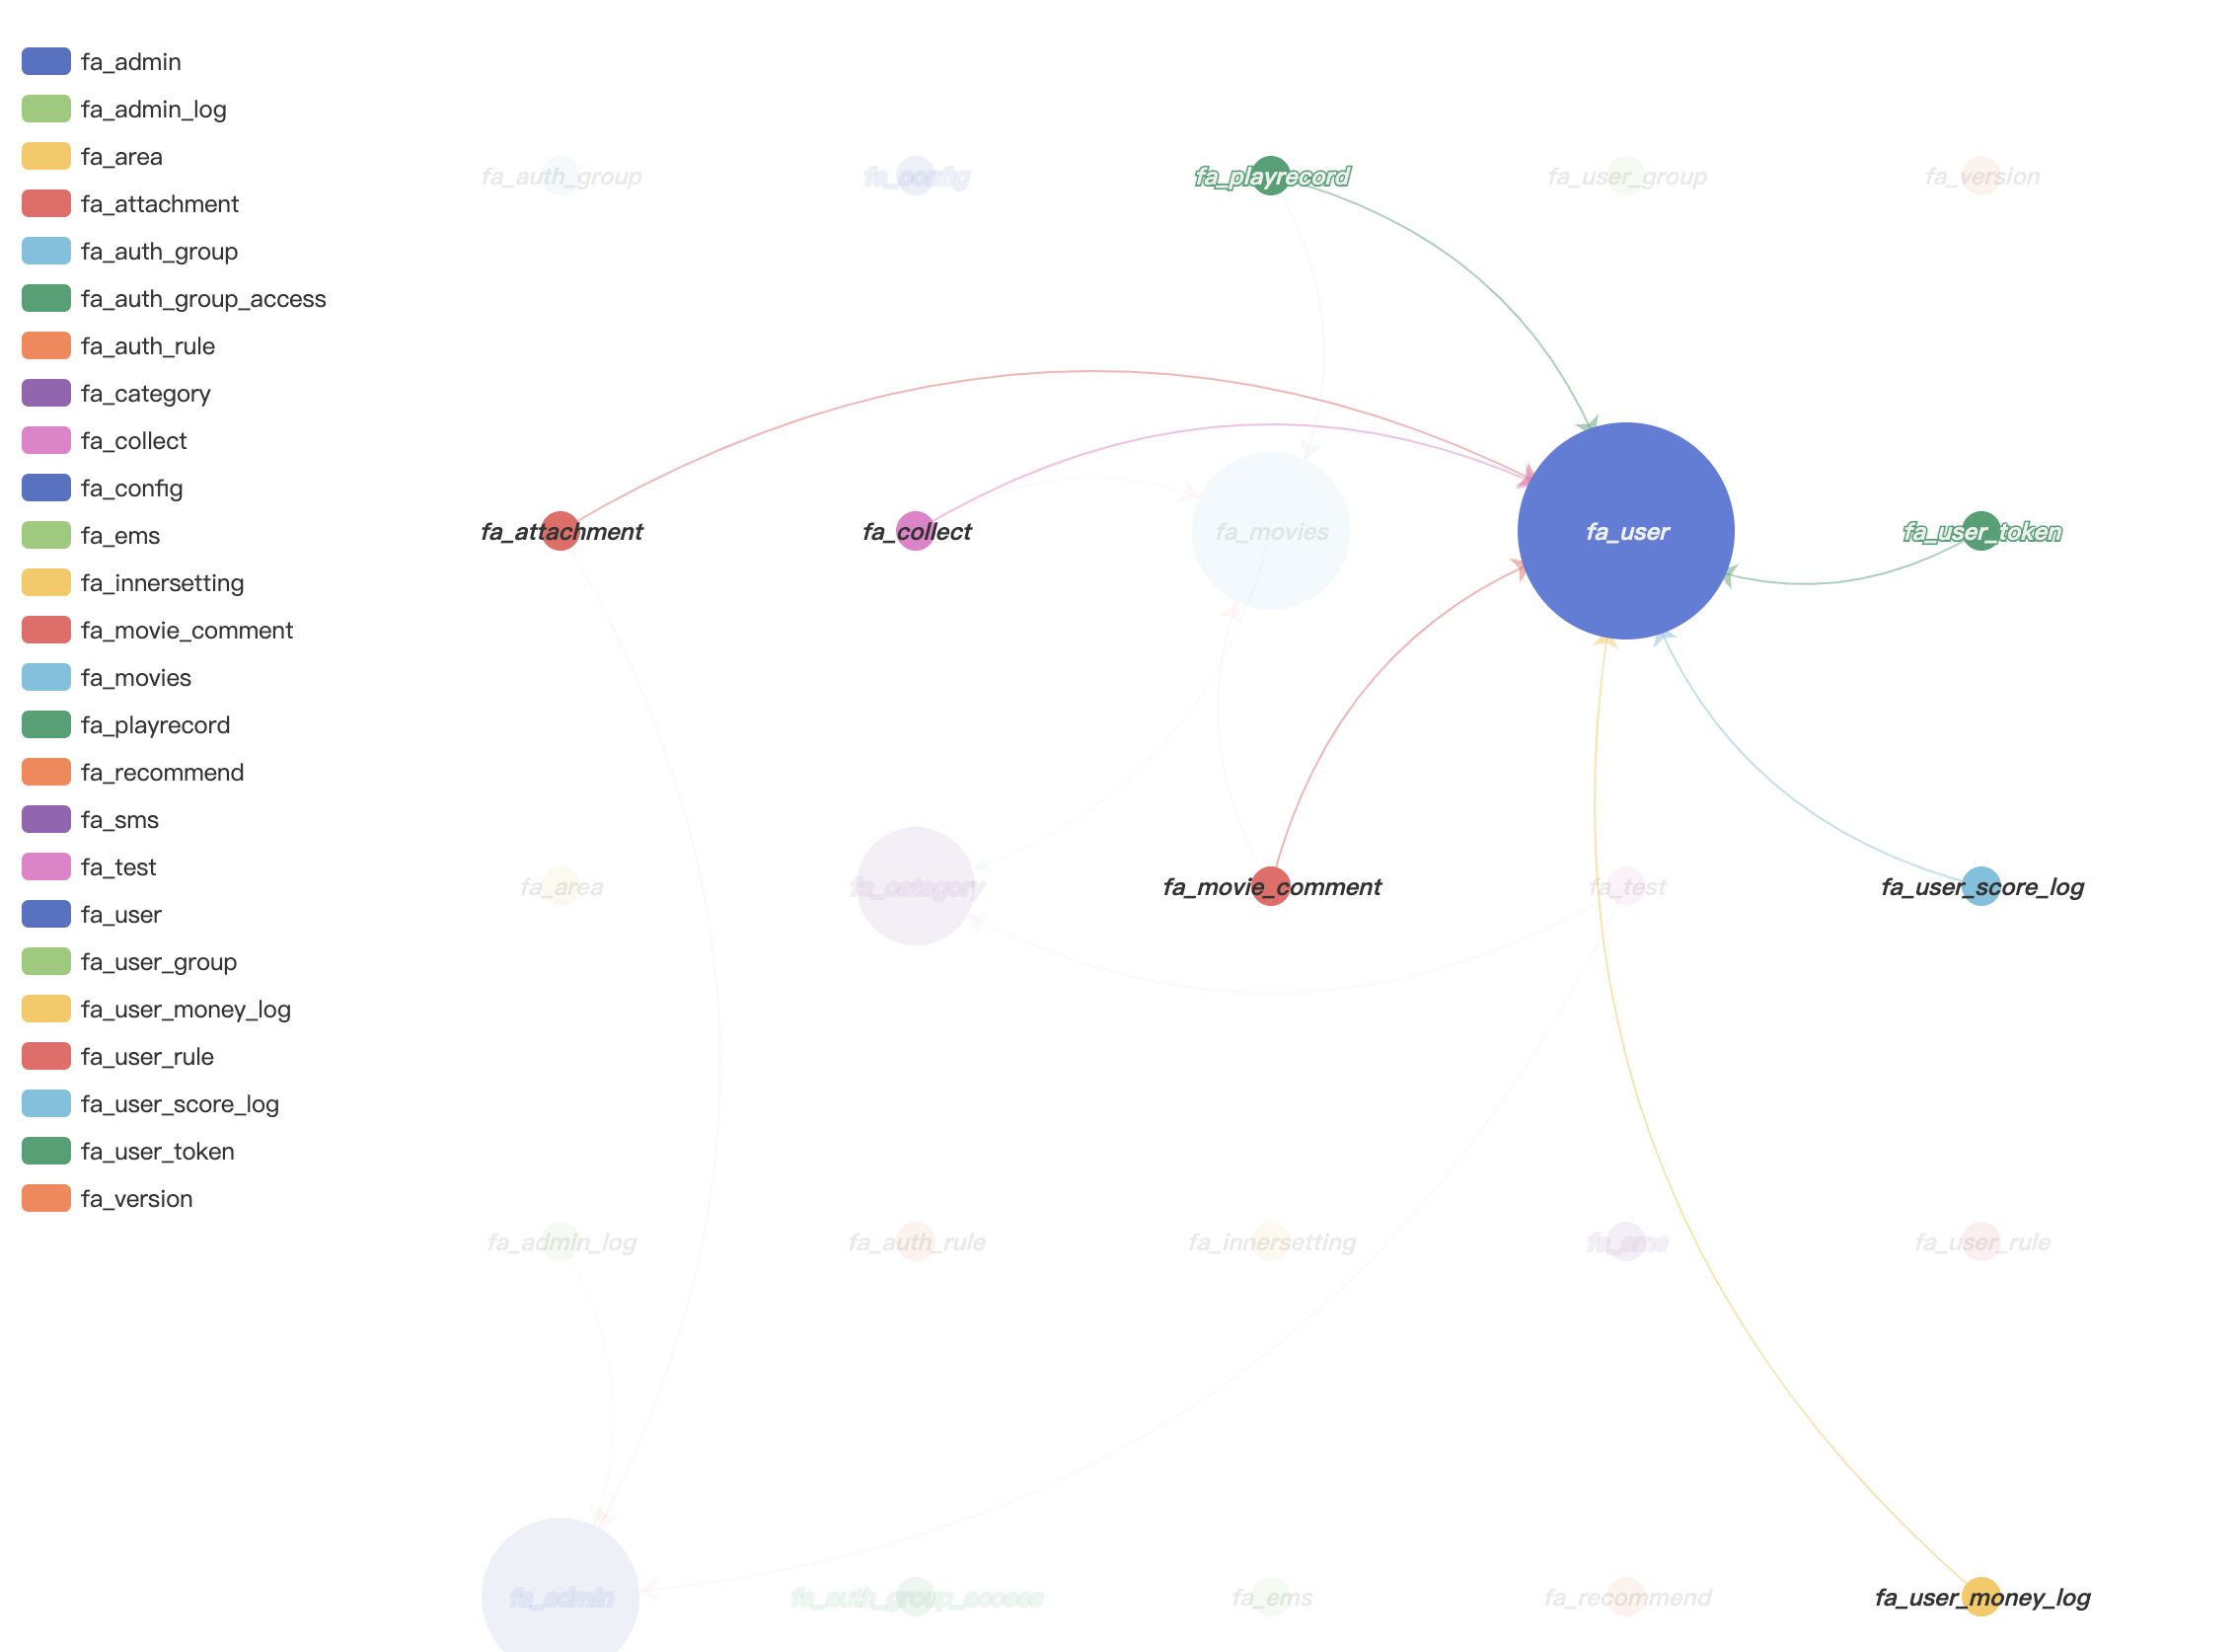 fa_admin
fa_admin_log
fa_area
fa_attachment
fa_auth_group
fa_auth_group_access
fa_auth_rule
fa_category
fa_collect
fa_config
fa_ems
fa_innersetting
fa_movie_comment
fa_movies
fa_playrecord
fa_recommend
fa_sms
fa_test
fa_user
fa_user_group
fa_user_money_log
fa_user_rule
fa_user_score_log
fa_user_token
fa_version
fa_auth_group
fa_config
fa_playrecord
fa_user_group
fa_version
fa_attachment
fa_collect
fa_movies
fa_user
fa_user_token
fa_area
fa_category
fa_movie_comment
fa_test
fa_user_score_log
fa_admin_log
fa_auth_rule
fa_innersetting
fa_sms
fa_user_rule
fa_admin
fa_auth_group_access
fa_ems
fa_recommend
fa_user_money_log